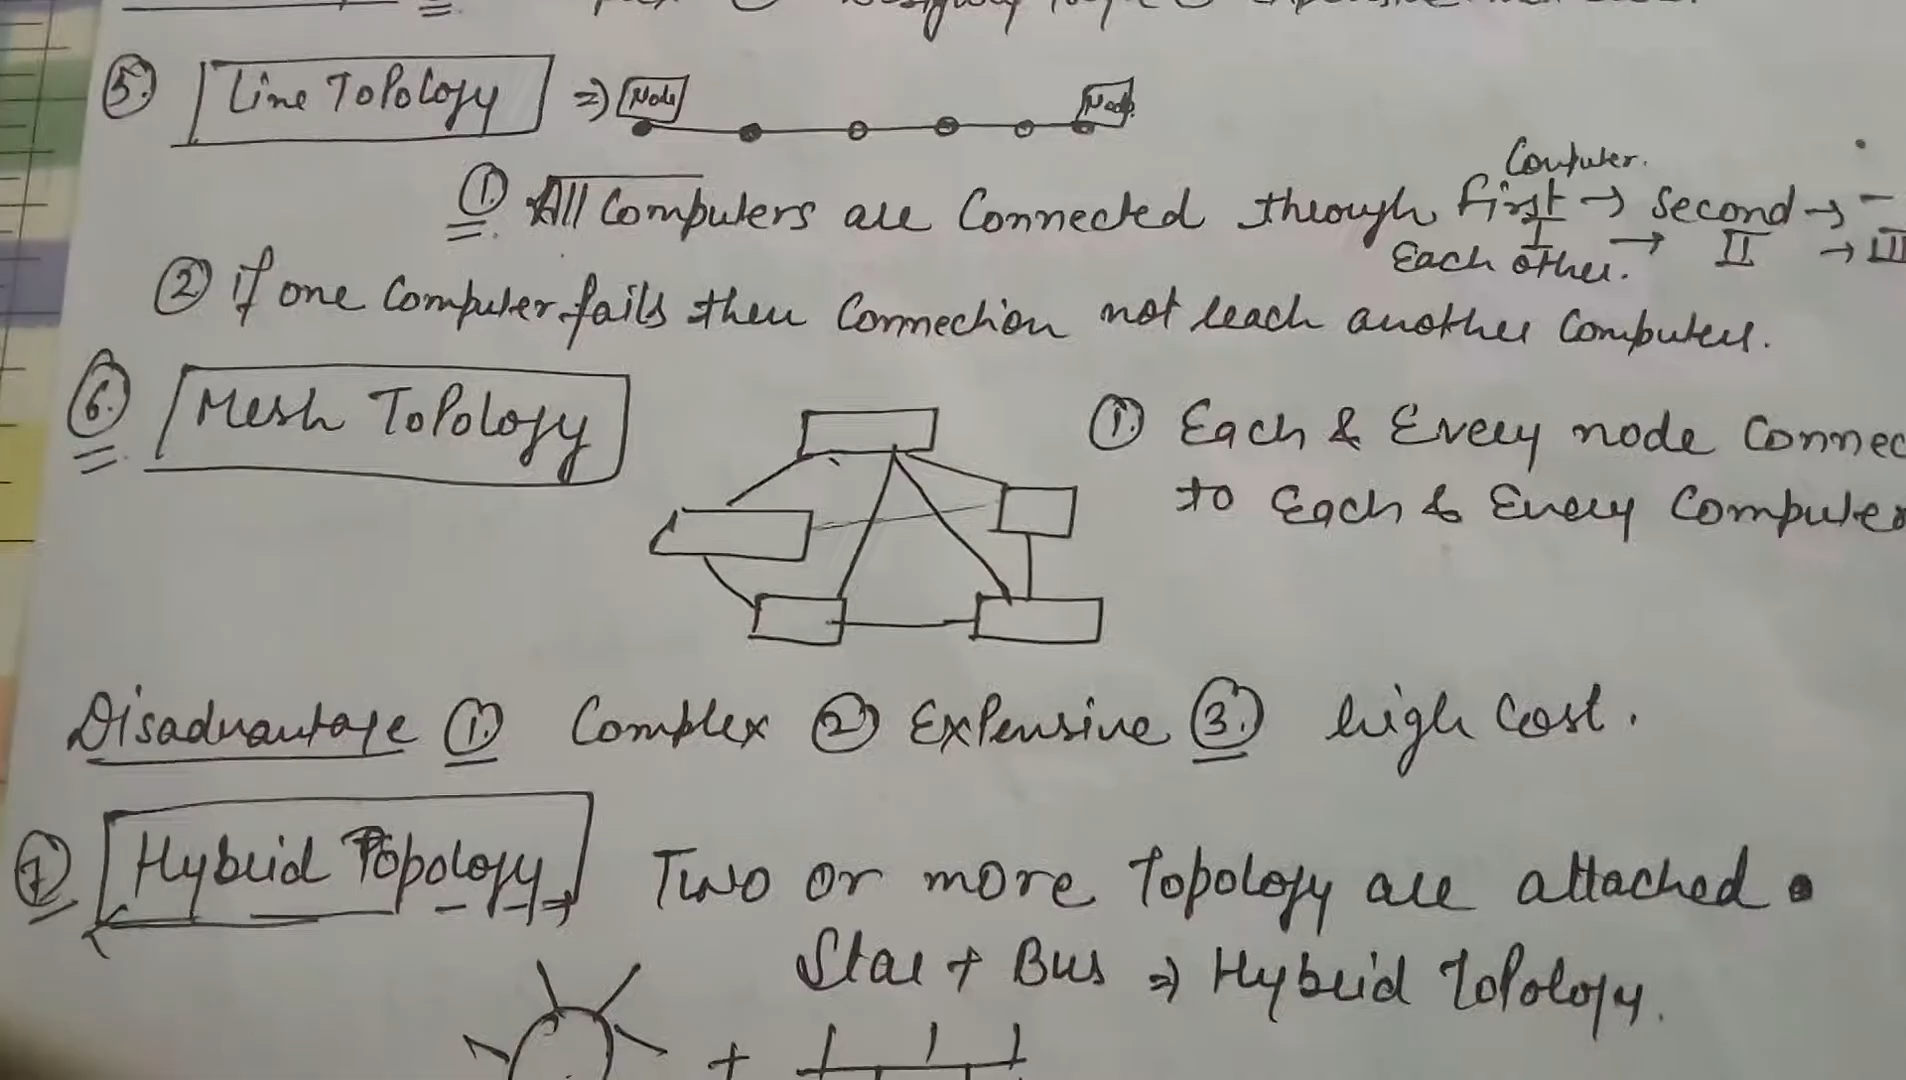 5. Line Topology => Node Node
Computer.
1. All Computers are Connected through first → Second → -
Each other. I → II → III
2 if one Computer fails then Connection not reach another Computer.
6. Mesh Topology
1. Each & Every node Connec
to Each & Every Computer
Disadvantage 1. Complex 2 Expensive 3. high Cost.
7. Hybrid Topology Two or more Topology are attached.
Star + Bus => Hybrid Topology.
+